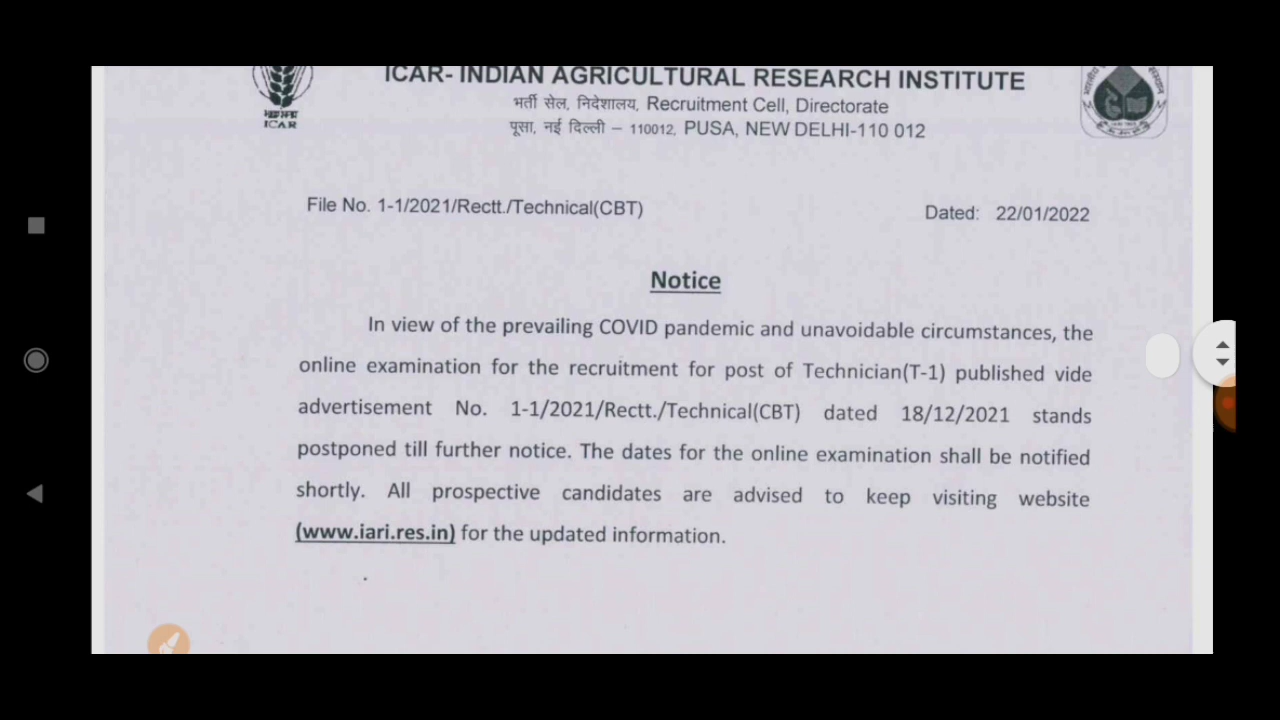 ICAR- INDIAN AGRICULTURAL RESEARCH INSTITUTE
भर्ती सेल, निदेशालय, Recruitment Cell, Directorate
पूसा, नई दिल्ली – 110012, PUSA, NEW DELHI-110 012
ICAR
File No. 1-1/2021/Rectt./Technical(CBT)
Dated: 22/01/2022
Notice
In view of the prevailing COVID pandemic and unavoidable circumstances, the
online examination for the recruitment for post of Technician(T-1) published vide
advertisement No. 1-1/2021/Rectt./Technical(CBT) dated 18/12/2021 stands
postponed till further notice. The dates for the online examination shall be notified
shortly. All prospective candidates are advised to keep visiting website
(www.iari.res.in) for the updated information.